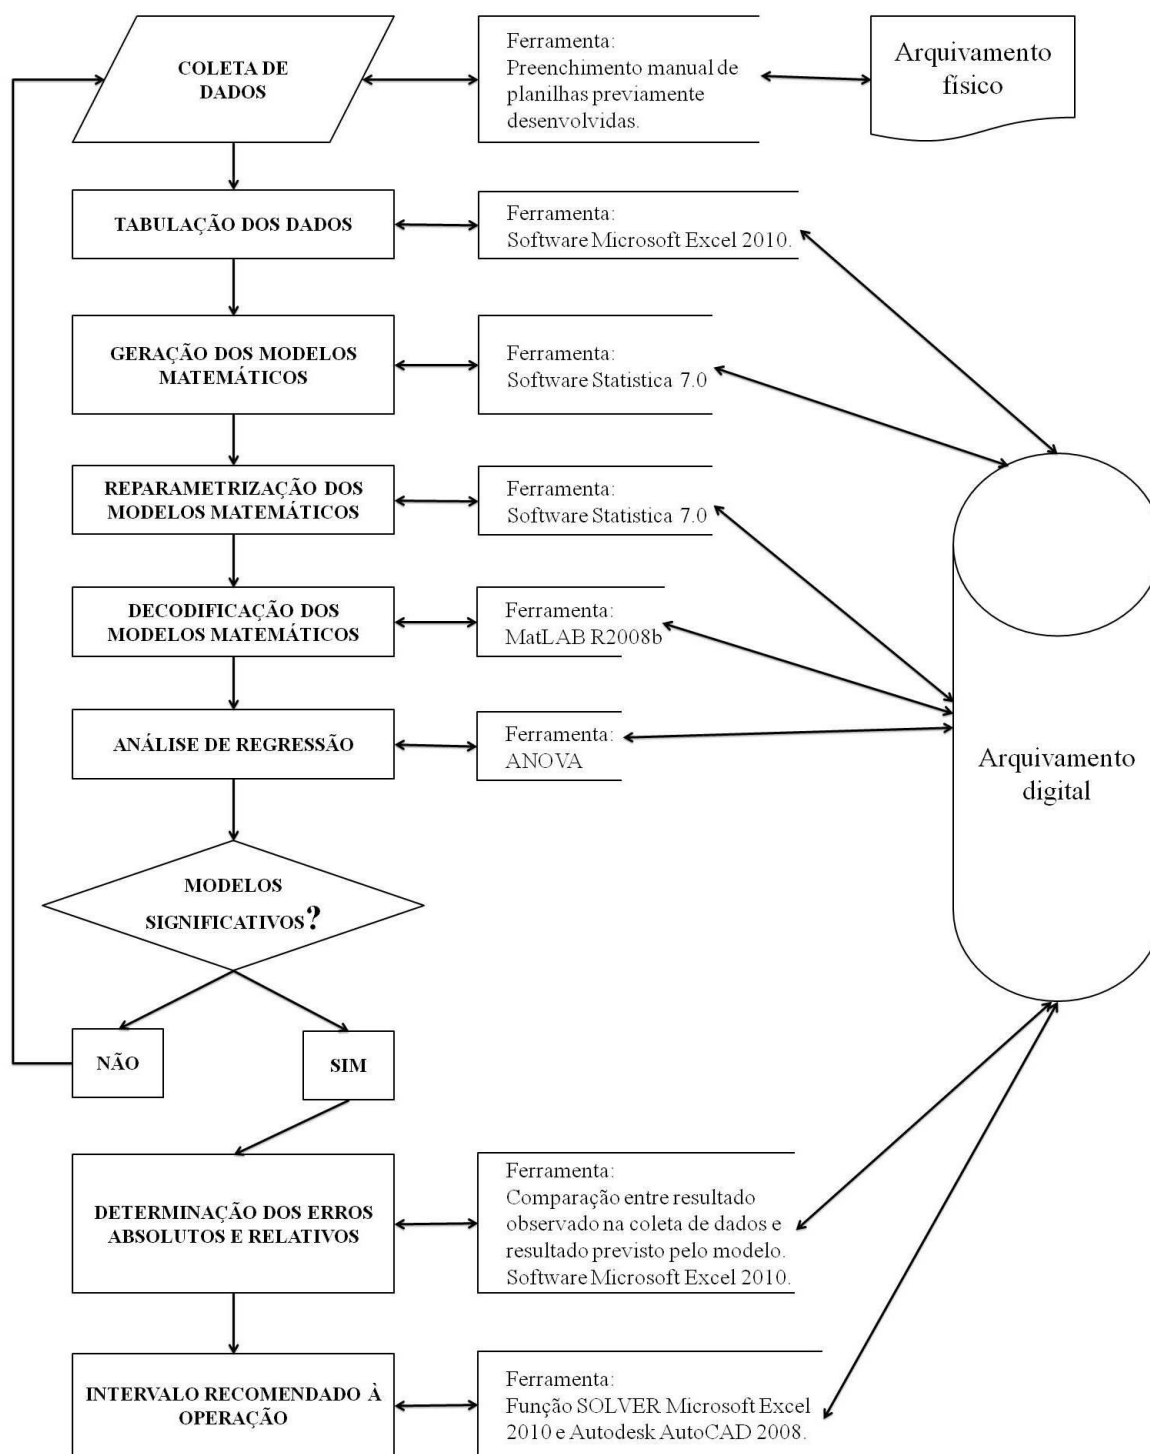 COLETA DE
DADOS
Ferramenta:
Preenchimento manual de
planilhas previamente
desenvolvidas.
Arquivamento
físico
TABULAÇÃO DOS DADOS
Ferramenta:
Software Microsoft Excel 2010.
GERAÇÃO DOS MODELOS
MATEMÁTICOS
Ferramenta:
Software Statistica 7.0
REPARAMETRIZAÇÃO DOS
MODELOS MATEMÁTICOS
Ferramenta:
Software Statistica 7.0
DECODIFICAÇÃO DOS
MODELOS MATEMÁTICOS
Ferramenta:
MatLAB R2008b
ANÁLISE DE REGRESSÃO
Ferramenta:
ANOVA
Arquivamento
digital
MODELOS
SIGNIFICATIVOS?
NÃO
SIM
DETERMINAÇÃO DOS ERROS
ABSOLUTOS E RELATIVOS
Ferramenta:
Comparação entre resultado
observado na coleta de dados e
resultado previsto pelo modelo.
Software Microsoft Excel 2010.
INTERVALO RECOMENDADO À
OPERAÇÃO
Ferramenta:
Função SOLVER Microsoft Excel
2010 e Autodesk AutoCAD 2008.